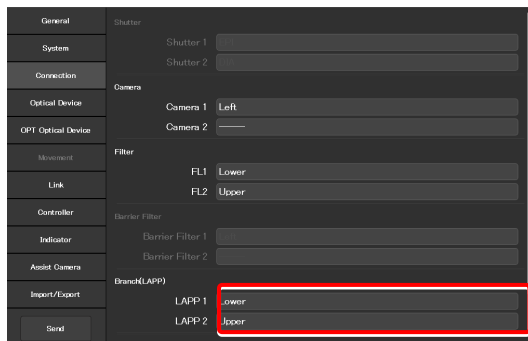 General
System
Connection
Optical Device
OPT Optical Device
Movement
Link
Controller
Indicator
Assist Camera
Import/Export
Send
Shutter
Shutter 1
Shutter 2
Camera
Camera 1 Left
Camera 2
Filter
FL1 Lower
FL2 Upper
Barrier Filter
Barrier Filter 1
Barrier Filter 2
Branch(LAPP)
LAPP 1 Lower
LAPP 2 Upper